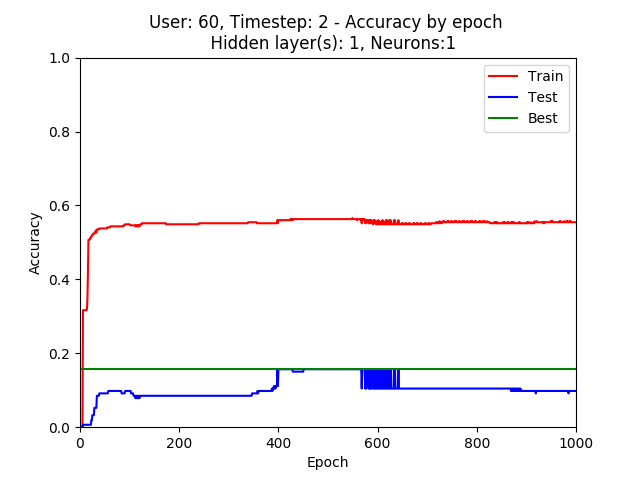 User: 60, Timestep: 2 - Accuracy by epoch
Hidden layer(s): 1, Neurons:1
Train
Test
Best
1.0
0.8
0.6
0.4
0.2
0.0
Accuracy
0 200 400 600 800 1000
Epoch